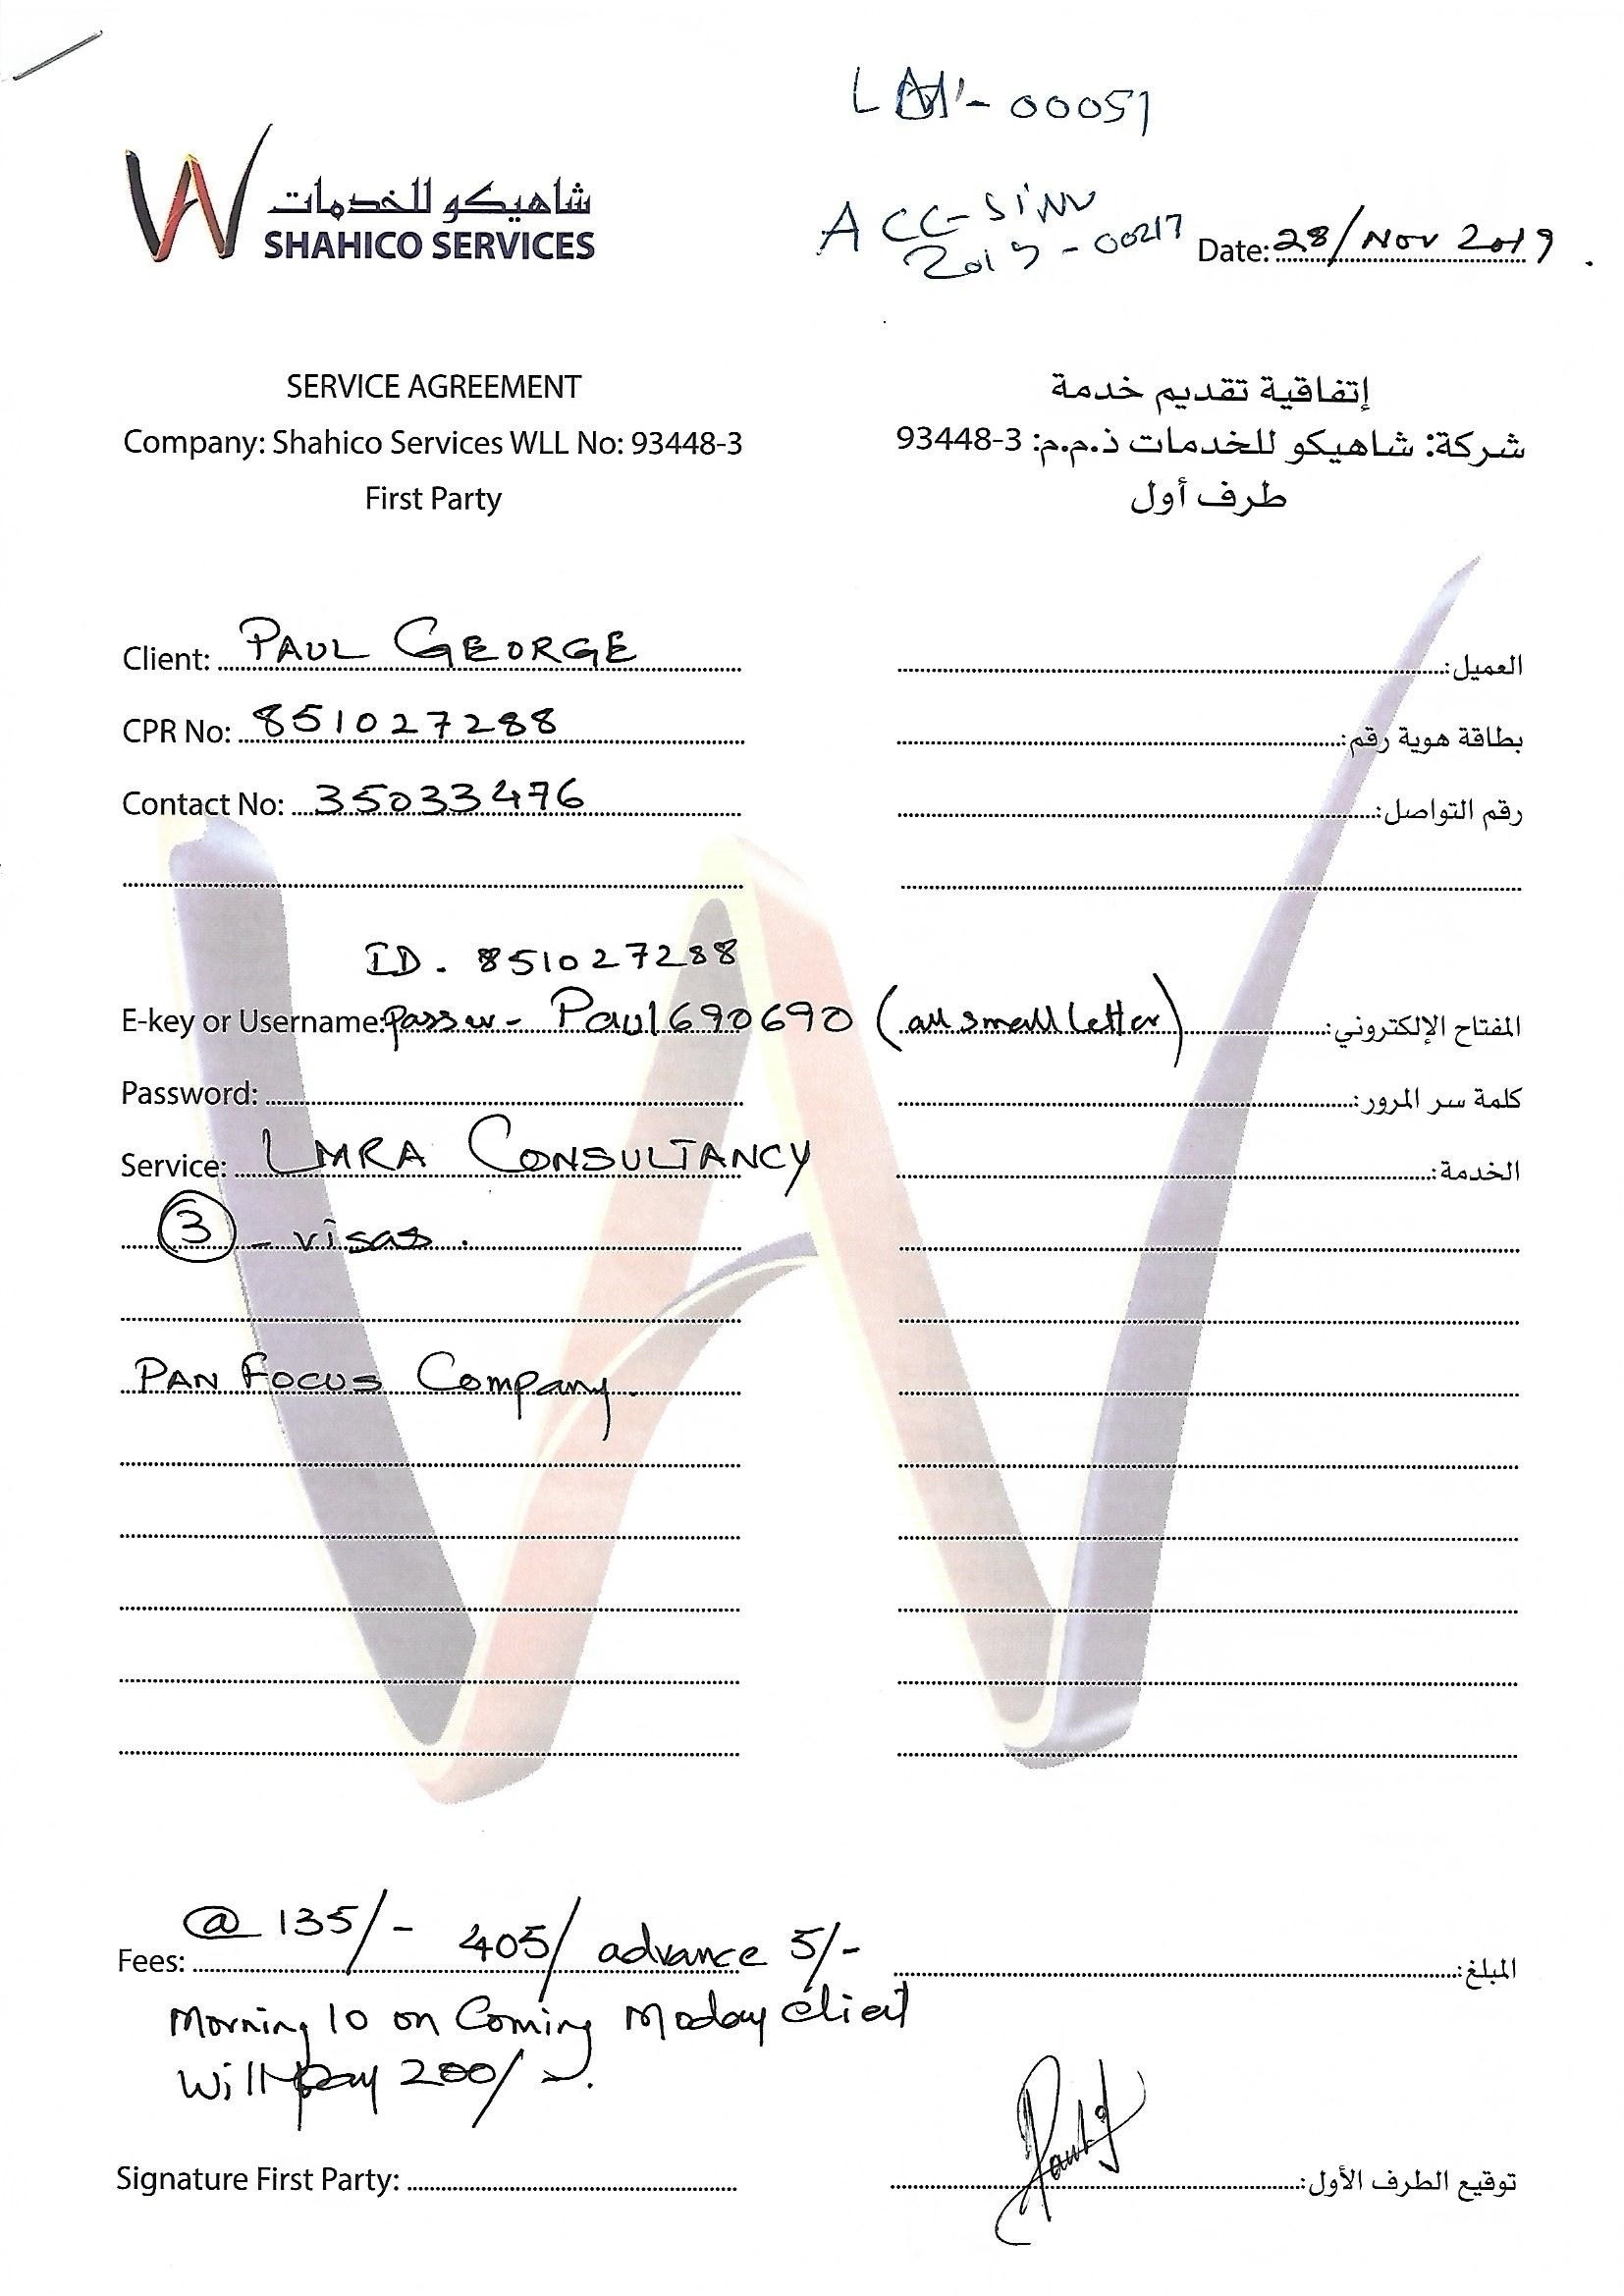 LAI'- 00051
شاهيكو للخدمات
SHAHICO SERVICES
ACC-SINV
2019-00217
Date: 28/Nov 2019.
SERVICE AGREEMENT
إتفاقية تقديم خدمة
Company: Shahico Services WLL No: 93448-3
شركة: شاهيكو للخدمات ذ.م.م: 3-93448
First Party
طرف أول
Client: PAUL GEORGE
العميل:
CPR No: 851027288
بطاقة هوية رقم:
Contact No: 35033476
رقم التواصل:
ID. 851027288
E-key or Username: passw- Paul690690 (all small letter)
المفتاح الإلكتروني:
Password:
كلمة سر المرور:
Service: LMRA CONSULTANCY
الخدمة:
3 - visas.
PAN FOCUS Company.
@ 135/-
Fees: 405/ advance 5/-
المبلغ:
Morning 10 on Coming Moday Client
Will pay 200/-.
Signature First Party:
توقيع الطرف الأول: